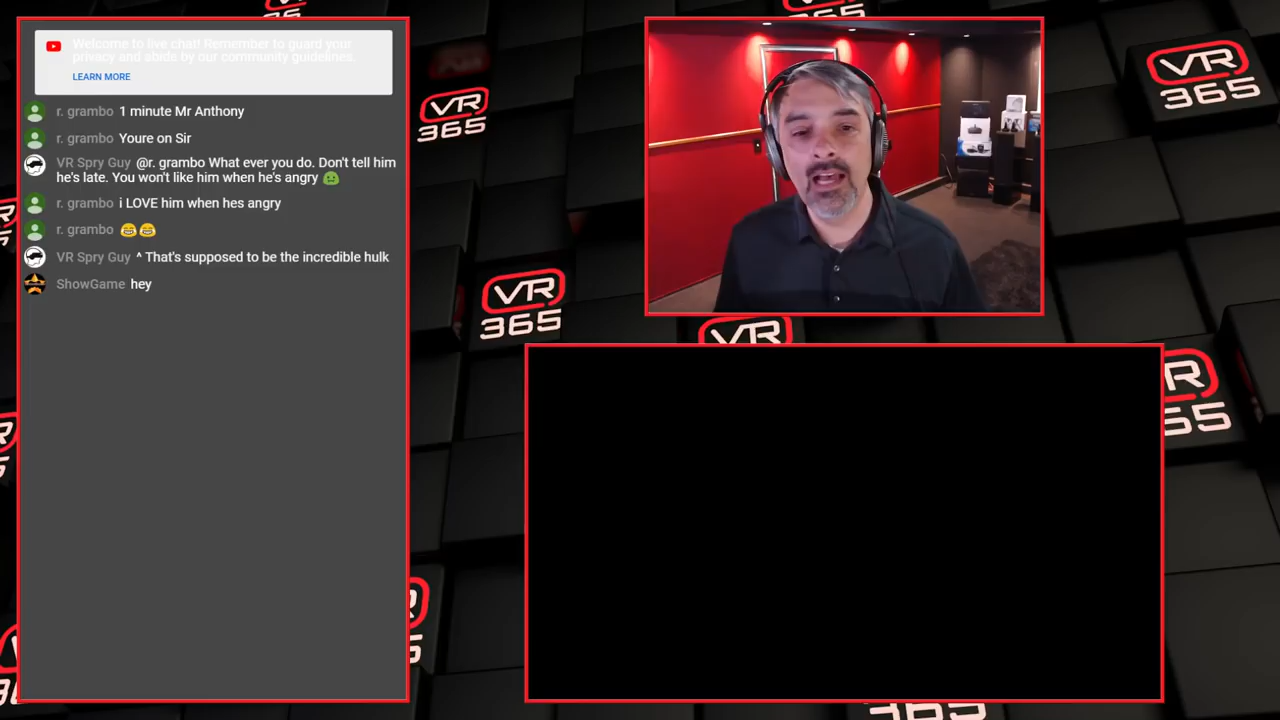 Welcome to live chat! Remember to guard your
privacy and abide by our community guidelines.
LEARN MORE
r. grambo 1 minute Mr Anthony
r. grambo Youre on Sir
VR Spry Guy @r. grambo What ever you do. Don't tell him
he's late. You won't like him when he's angry
r. grambo i LOVE him when hes angry
r. grambo
VR Spry Guy ^ That's supposed to be the incredible hulk
ShowGame hey
VR
365
VR
365
VR
365
VR
R
65
365